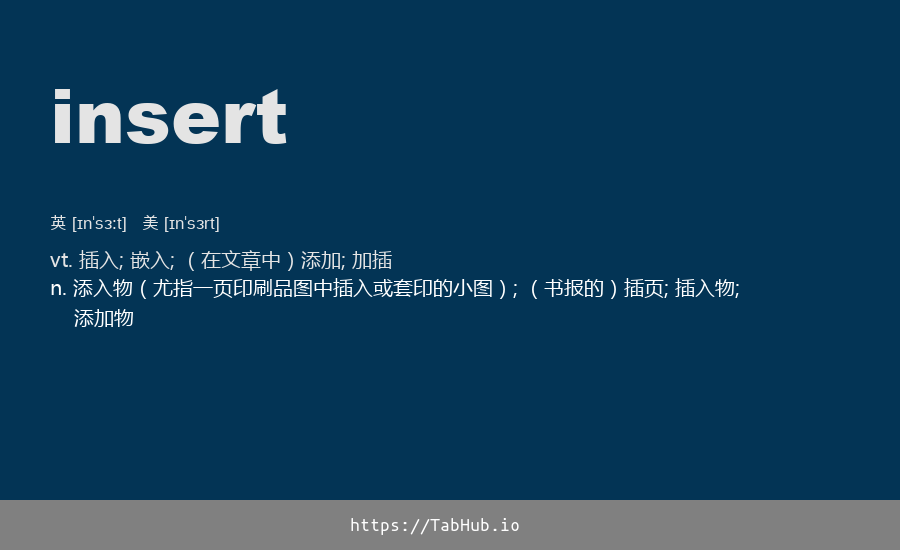 insert
英 [ɪnˈsɜːt] 美 [ɪnˈsɜrt]
vt. 插入; 嵌入; （在文章中）添加; 加插
n. 添入物（尤指一页印刷品图中插入或套印的小图）; （书报的）插页; 插入物;
添加物
https://TabHub.io